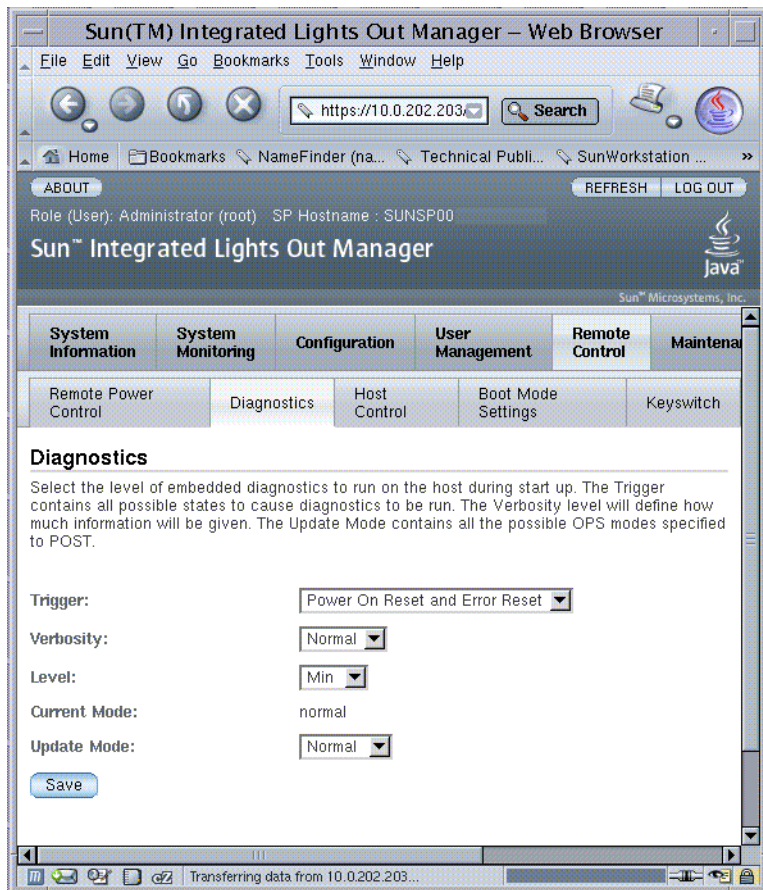 Sun(TM) Integrated Lights Out Manager – Web Browser
File Edit View Go Bookmarks Tools Window Help
https://10.0.202.203/ Search
Home Bookmarks NameFinder (na... Technical Publi... SunWorkstation ... »
ABOUT REFRESH LOG OUT
Role (User): Administrator (root) SP Hostname : SUNSP00
Sun™ Integrated Lights Out Manager
Java™
Sun™ Microsystems, Inc.
System Information System Monitoring Configuration User Management Remote Control Maintena
Remote Power Control Diagnostics Host Control Boot Mode Settings Keyswitch
Diagnostics
Select the level of embedded diagnostics to run on the host during start up. The Trigger
contains all possible states to cause diagnostics to be run. The Verbosity level will define how
much information will be given. The Update Mode contains all the possible OPS modes specified
to POST.
Trigger: Power On Reset and Error Reset
Verbosity: Normal
Level: Min
Current Mode: normal
Update Mode: Normal
Save
Transferring data from 10.0.202.203...